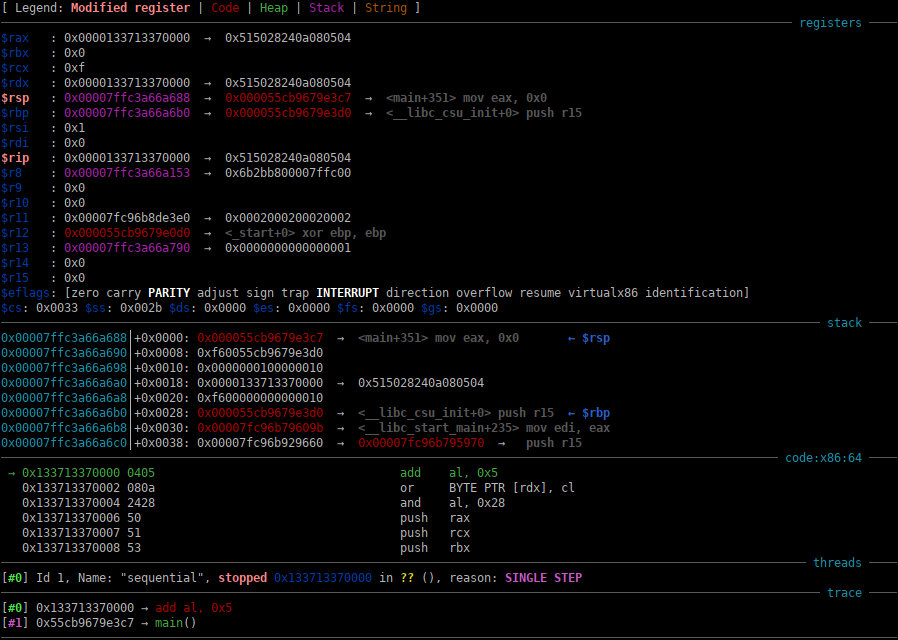 [ Legend: Modified register | Code | Heap | Stack | String ]
registers
$rax : 0x0000133713370000 → 0x515028240a080504
$rbx : 0x0
$rcx : 0xf
$rdx : 0x0000133713370000 → 0x515028240a080504
$rsp : 0x00007ffc3a66a688 → 0x000055cb9679e3c7 → <main+351> mov eax, 0x0
$rbp : 0x00007ffc3a66a6b0 → 0x000055cb9679e3d0 → <__libc_csu_init+0> push r15
$rsi : 0x1
$rdi : 0x0
$rip : 0x0000133713370000 → 0x515028240a080504
$r8 : 0x00007ffc3a66a153 → 0x6b2bb800007ffc00
$r9 : 0x0
$r10 : 0x0
$r11 : 0x00007fc96b8de3e0 → 0x0002000200020002
$r12 : 0x000055cb9679e0d0 → <_start+0> xor ebp, ebp
$r13 : 0x00007ffc3a66a790 → 0x0000000000000001
$r14 : 0x0
$r15 : 0x0
$eflags: [zero carry PARITY adjust sign trap INTERRUPT direction overflow resume virtualx86 identification]
$cs: 0x0033 $ss: 0x002b $ds: 0x0000 $es: 0x0000 $fs: 0x0000 $gs: 0x0000
stack
0x00007ffc3a66a688│+0x0000: 0x000055cb9679e3c7 → <main+351> mov eax, 0x0 ← $rsp
0x00007ffc3a66a690│+0x0008: 0xf60055cb9679e3d0
0x00007ffc3a66a698│+0x0010: 0x0000000100000010
0x00007ffc3a66a6a0│+0x0018: 0x0000133713370000 → 0x515028240a080504
0x00007ffc3a66a6a8│+0x0020: 0xf600000000000010
0x00007ffc3a66a6b0│+0x0028: 0x000055cb9679e3d0 → <__libc_csu_init+0> push r15 ← $rbp
0x00007ffc3a66a6b8│+0x0030: 0x00007fc96b79609b → <__libc_start_main+235> mov edi, eax
0x00007ffc3a66a6c0│+0x0038: 0x00007fc96b929660 → 0x00007fc96b795970 → push r15
code:x86:64
→ 0x133713370000 0405 add al, 0x5
0x133713370002 080a or BYTE PTR [rdx], cl
0x133713370004 2428 and al, 0x28
0x133713370006 50 push rax
0x133713370007 51 push rcx
0x133713370008 53 push rbx
threads
[#0] Id 1, Name: "sequential", stopped 0x133713370000 in ?? (), reason: SINGLE STEP
trace
[#0] 0x133713370000 → add al, 0x5
[#1] 0x55cb9679e3c7 → main()